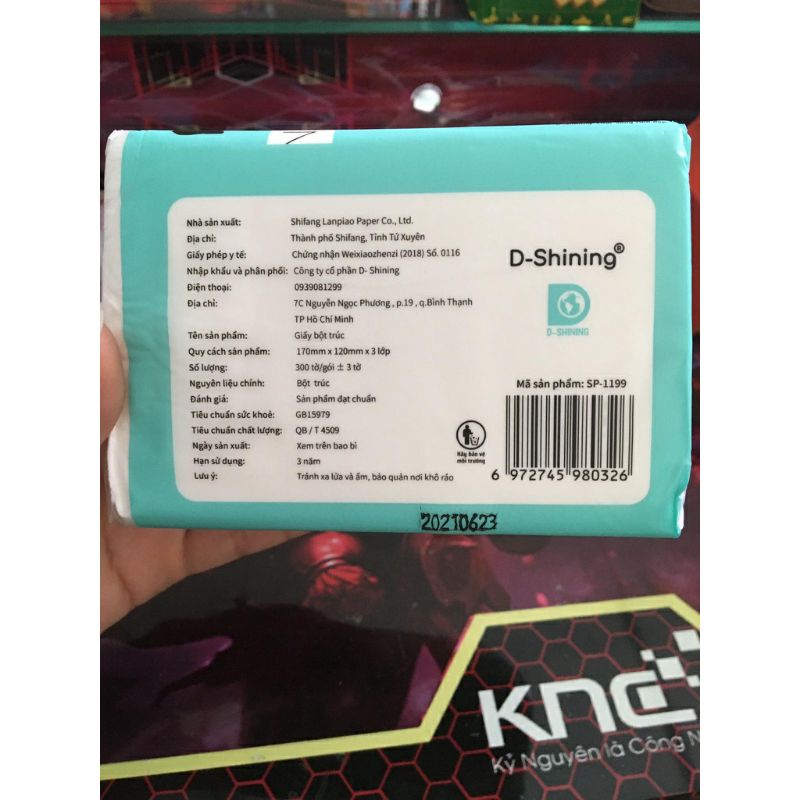 Nhà sản xuất: Shifang Lanpiao Paper Co., Ltd.
Địa chỉ: Thành phố Shifang, Tỉnh Tứ Xuyên
Giấy phép y tế: Chứng nhận Weixiaozhenzi (2018) Số. 0116
Nhập khẩu và phân phối: Công ty cổ phần D- Shining
Điện thoại: 0939081299
Địa chỉ: 7C Nguyễn Ngọc Phương , p.19 , q.Bình Thạnh
TP Hồ Chí Minh
Tên sản phẩm: Giấy bột trúc
Quy cách sản phẩm: 170mm x 120mm x 3 lớp
Số lượng: 300 tờ/gói ± 3 tờ
Nguyên liệu chính: Bột trúc
Đánh giá: Sản phẩm đạt chuẩn
Tiêu chuẩn sức khoẻ: GB15979
Tiêu chuẩn chất lượng: QB / T 4509
Ngày sản xuất: Xem trên bao bì
Hạn sử dụng: 3 năm
Lưu ý: Tránh xa lửa và ẩm, bảo quản nơi khô ráo
D-Shining®
D-SHINING
Mã sản phẩm: SP-1199
Hãy bảo vệ
môi trường
6 972745 980326
20210623
KNC
Kỷ Nguyên là Công N